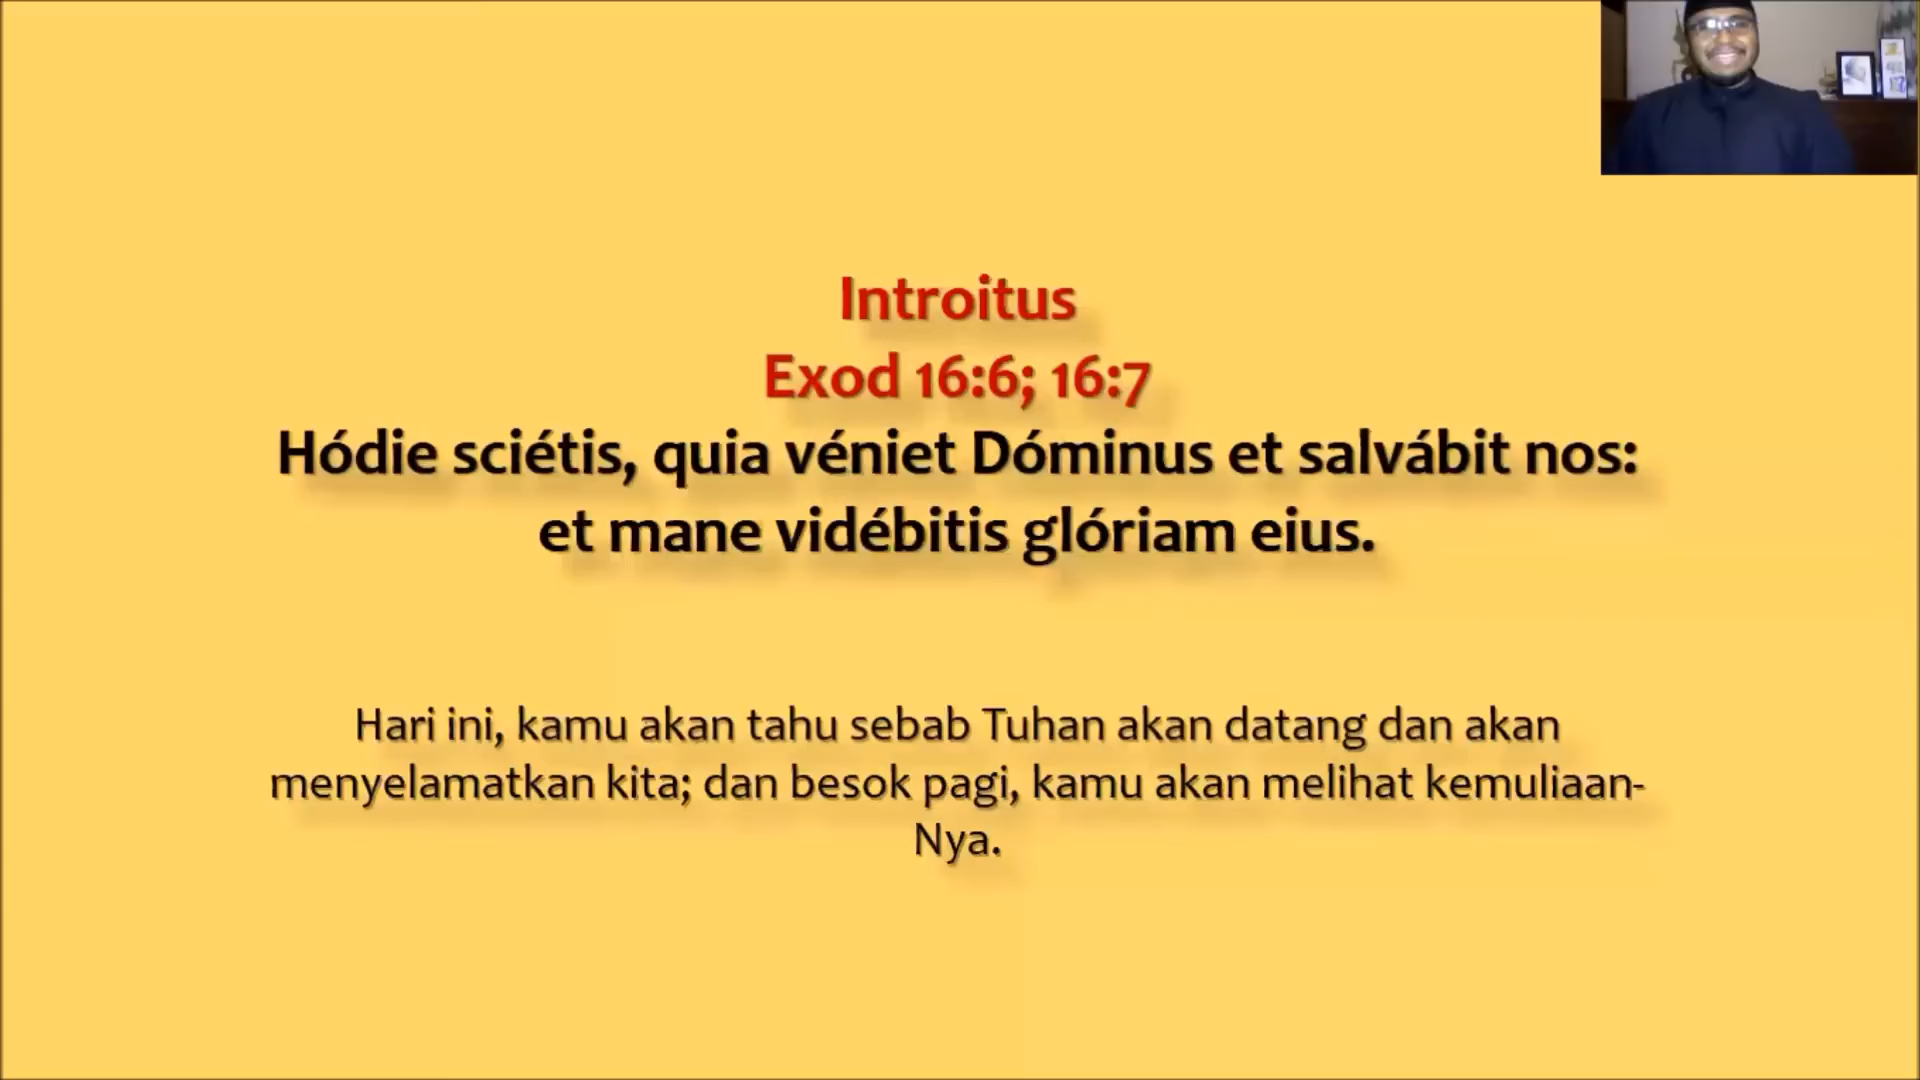 Introitus
Exod 16:6; 16:7
Hódie sciétis, quia véniet Dóminus et salvábit nos:
et mane vidébitis glóriam eius.
Hari ini, kamu akan tahu sebab Tuhan akan datang dan akan
menyelamatkan kita; dan besok pagi, kamu akan melihat kemuliaan-
Nya.